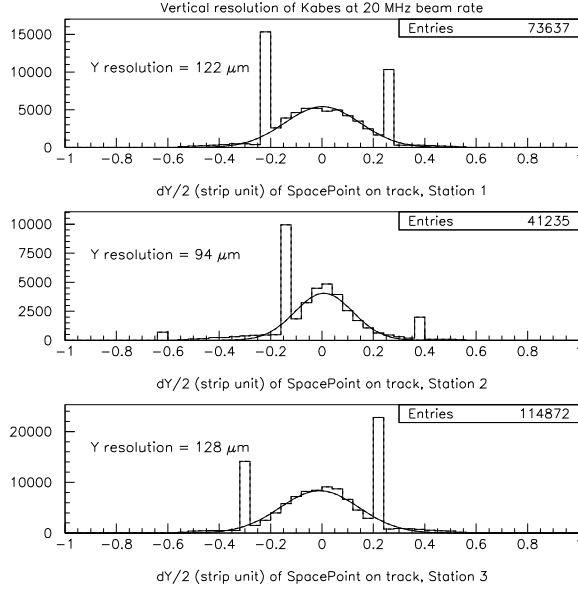 Vertical resolution of Kabes at 20 MHz beam rate
Entries 73637
Y resolution = 122 μm
15000
10000
5000
0
-1 -0.8 -0.6 -0.4 -0.2 0 0.2 0.4 0.6 0.8 1
dY/2 (strip unit) of SpacePoint on track, Station 1
Entries 41235
Y resolution = 94 μm
10000
7500
5000
2500
0
-1 -0.8 -0.6 -0.4 -0.2 0 0.2 0.4 0.6 0.8 1
dY/2 (strip unit) of SpacePoint on track, Station 2
Entries 114872
Y resolution = 128 μm
20000
10000
0
-1 -0.8 -0.6 -0.4 -0.2 0 0.2 0.4 0.6 0.8 1
dY/2 (strip unit) of SpacePoint on track, Station 3